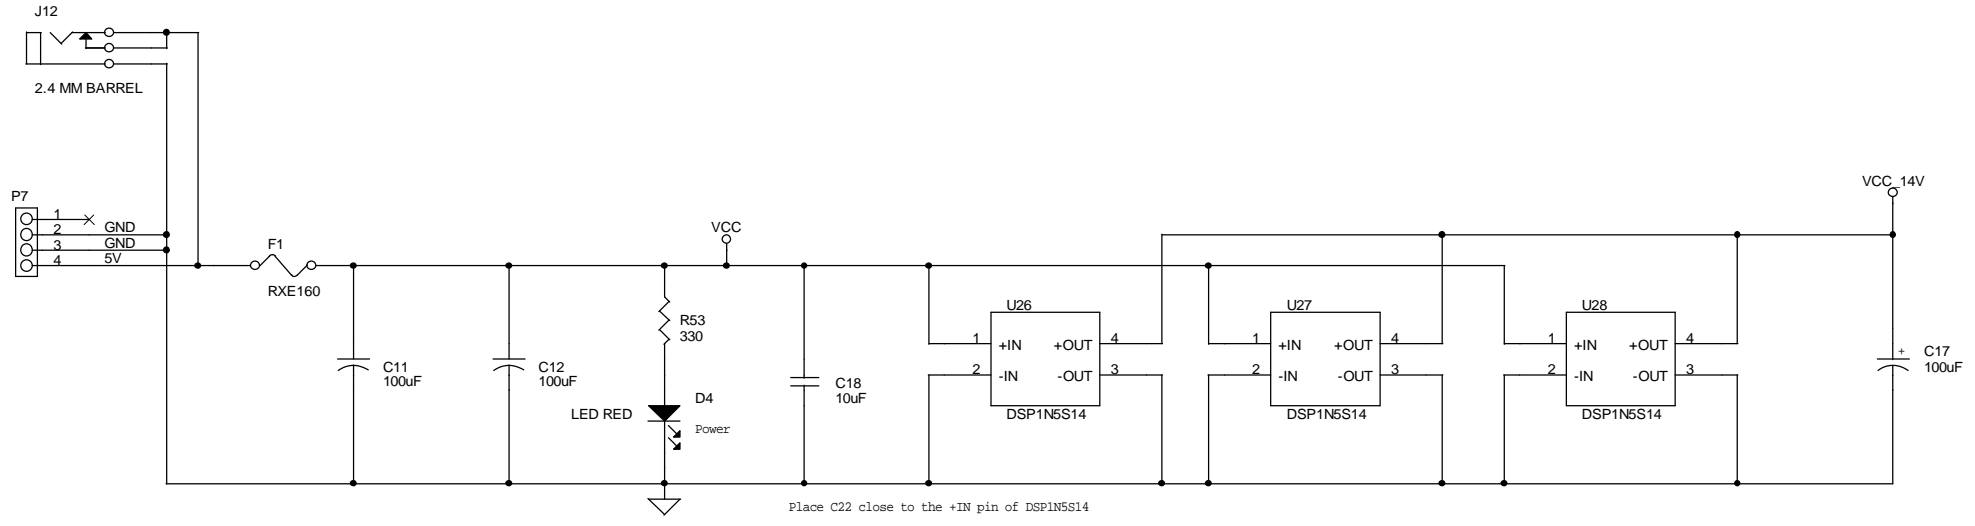 J12
2.4 MM BARREL
P7
1
2
3
4
GND
GND
5V
F1
RXE160
C11
100uF
C12
100uF
R53
330
LED RED
D4
Power
VCC
C18
10uF
U26
1
2
+IN
-IN
+OUT
-OUT
4
3
DSP1N5S14
U27
1
2
+IN
-IN
+OUT
-OUT
4
3
DSP1N5S14
U28
1
2
+IN
-IN
+OUT
-OUT
4
3
DSP1N5S14
VCC_14V
+
C17
100uF
Place C22 close to the +IN pin of DSP1N5S14